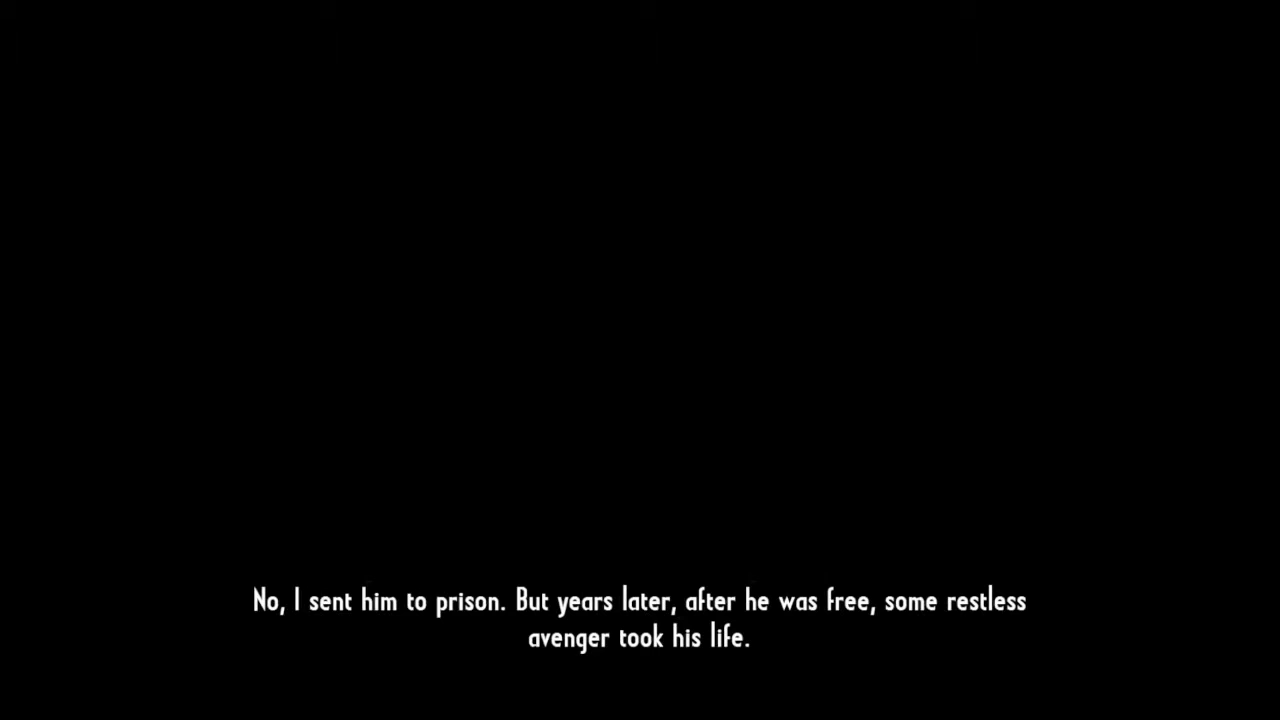 No, I sent him to prison. But years later, after he was free, some restless
avenger took his life.